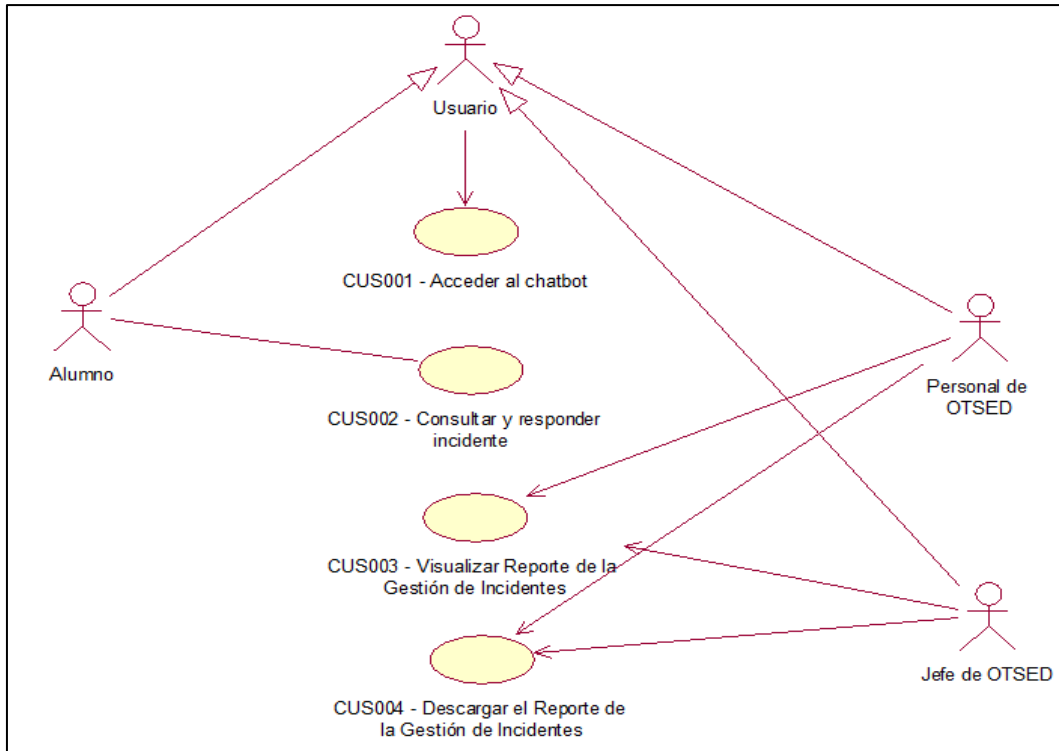 Usuario
CUS001 - Acceder al chatbot
Alumno
CUS002 - Consultar y responder
incidente
Personal de
OTSED
CUS003 - Visualizar Reporte de la
Gestión de Incidentes
Jefe de OTSED
CUS004 - Descargar el Reporte de
la Gestión de Incidentes